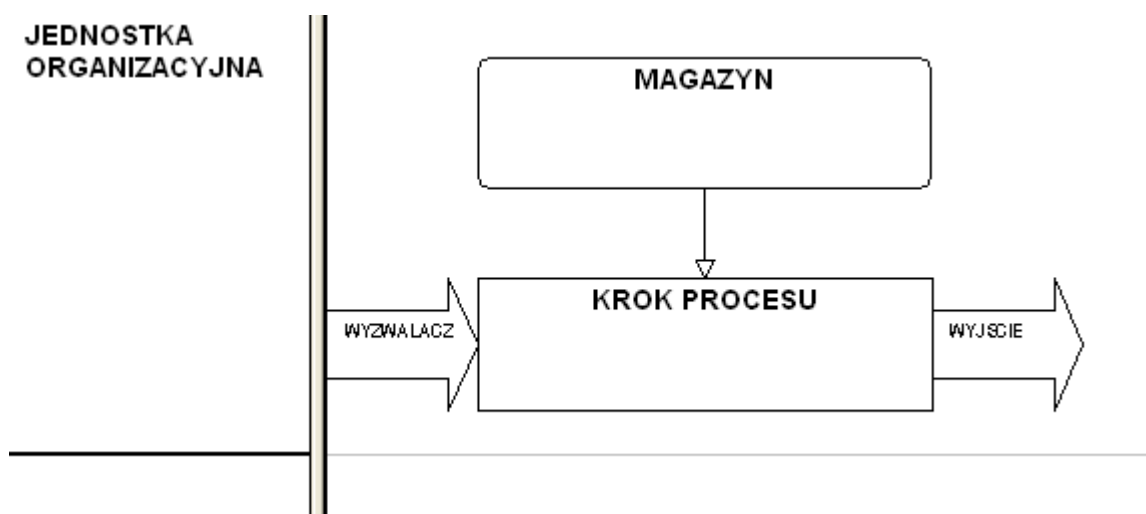 JEDNOSTKA
ORGANIZACYJNA
MAGAZYN
KROK PROCESU
WYZWALACZ
WYJSCIE